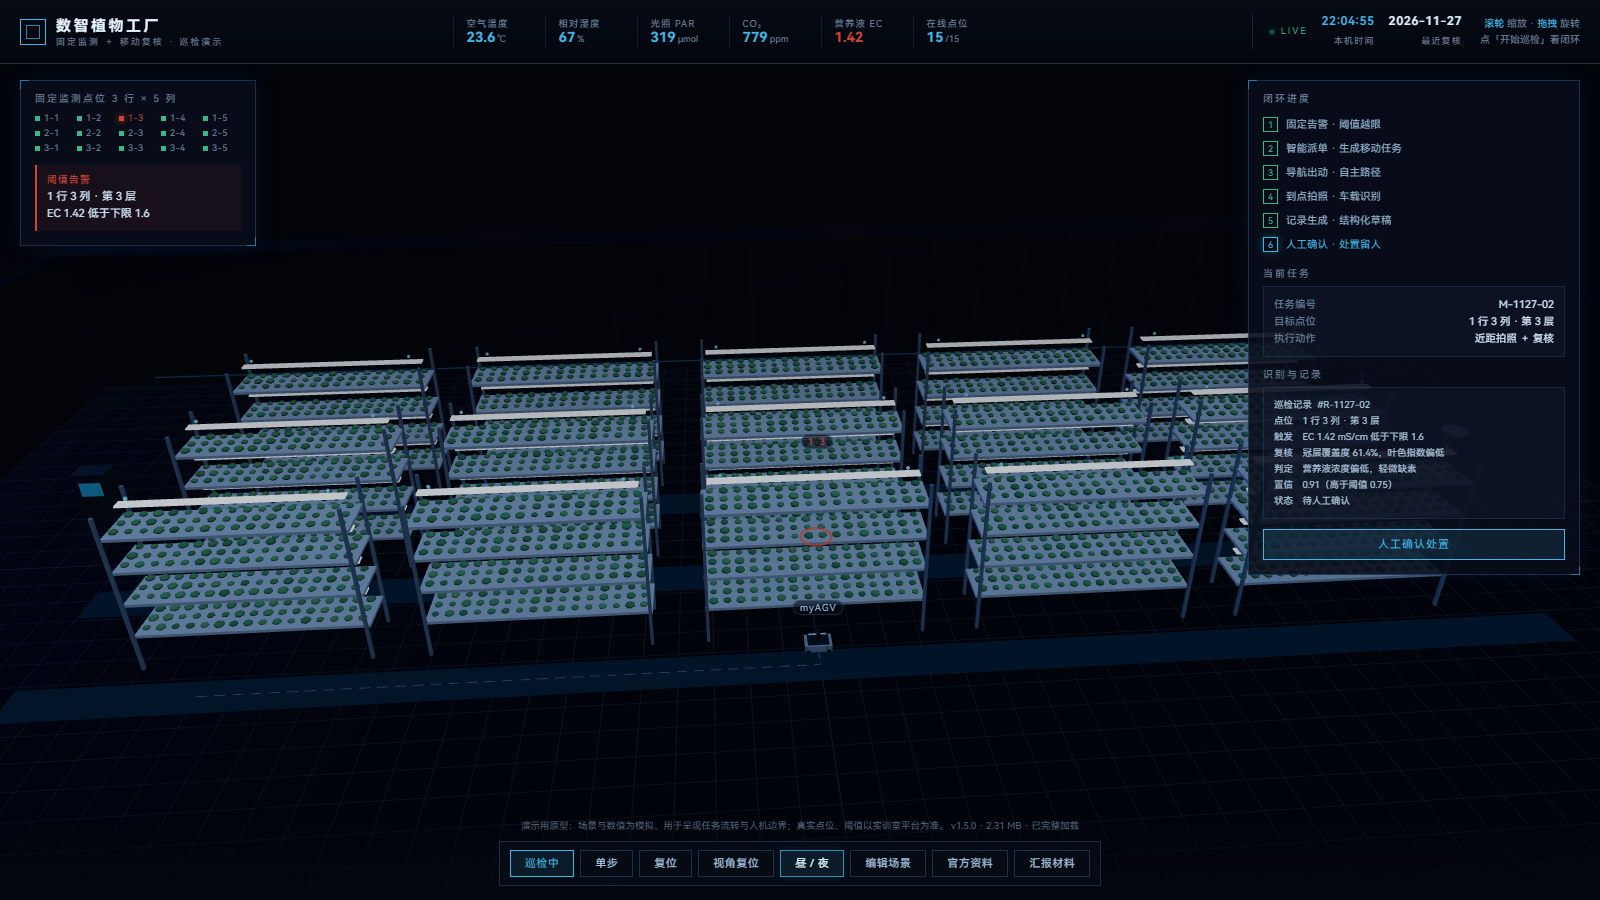 数智植物工厂
固定监测 + 移动复核 · 巡检演示
空气温度
23.6 ℃
相对湿度
67 %
光照 PAR
319 μmol
CO₂
779 ppm
营养液 EC
1.42
在线点位
15 /15
LIVE
22:04:55
本机时间
2026-11-27
最近复核
滚轮 缩放 · 拖拽 旋转
点「开始巡检」看闭环
固定监测点位 3 行 × 5 列
1-1 1-2 1-3 1-4 1-5
2-1 2-2 2-3 2-4 2-5
3-1 3-2 3-3 3-4 3-5
阈值告警
1 行 3 列 · 第 3 层
EC 1.42 低于下限 1.6
闭环进度
1 固定告警 · 阈值越限
2 智能派单 · 生成移动任务
3 导航出动 · 自主路径
4 到点拍照 · 车载识别
5 记录生成 · 结构化草稿
6 人工确认 · 处置留人
当前任务
任务编号 M-1127-02
目标点位 1 行 3 列 · 第 3 层
执行动作 近距拍照 + 复核
识别与记录
巡检记录 #R-1127-02
点位 1 行 3 列 · 第 3 层
触发 EC 1.42 mS/cm 低于下限 1.6
复核 冠层覆盖度 61.4%，叶色指数偏低
判定 营养液浓度偏低，轻微缺素
置信 0.91（高于阈值 0.75）
状态 待人工确认
人工确认处置
1-3
myAGV
演示用原型：场景与数值为模拟，用于呈现任务流转与人机边界；真实点位、阈值以实训室平台为准。 v1.5.0 · 2.31 MB · 已完整加载
巡检中 单步 复位 视角复位 昼 / 夜 编辑场景 官方资料 汇报材料